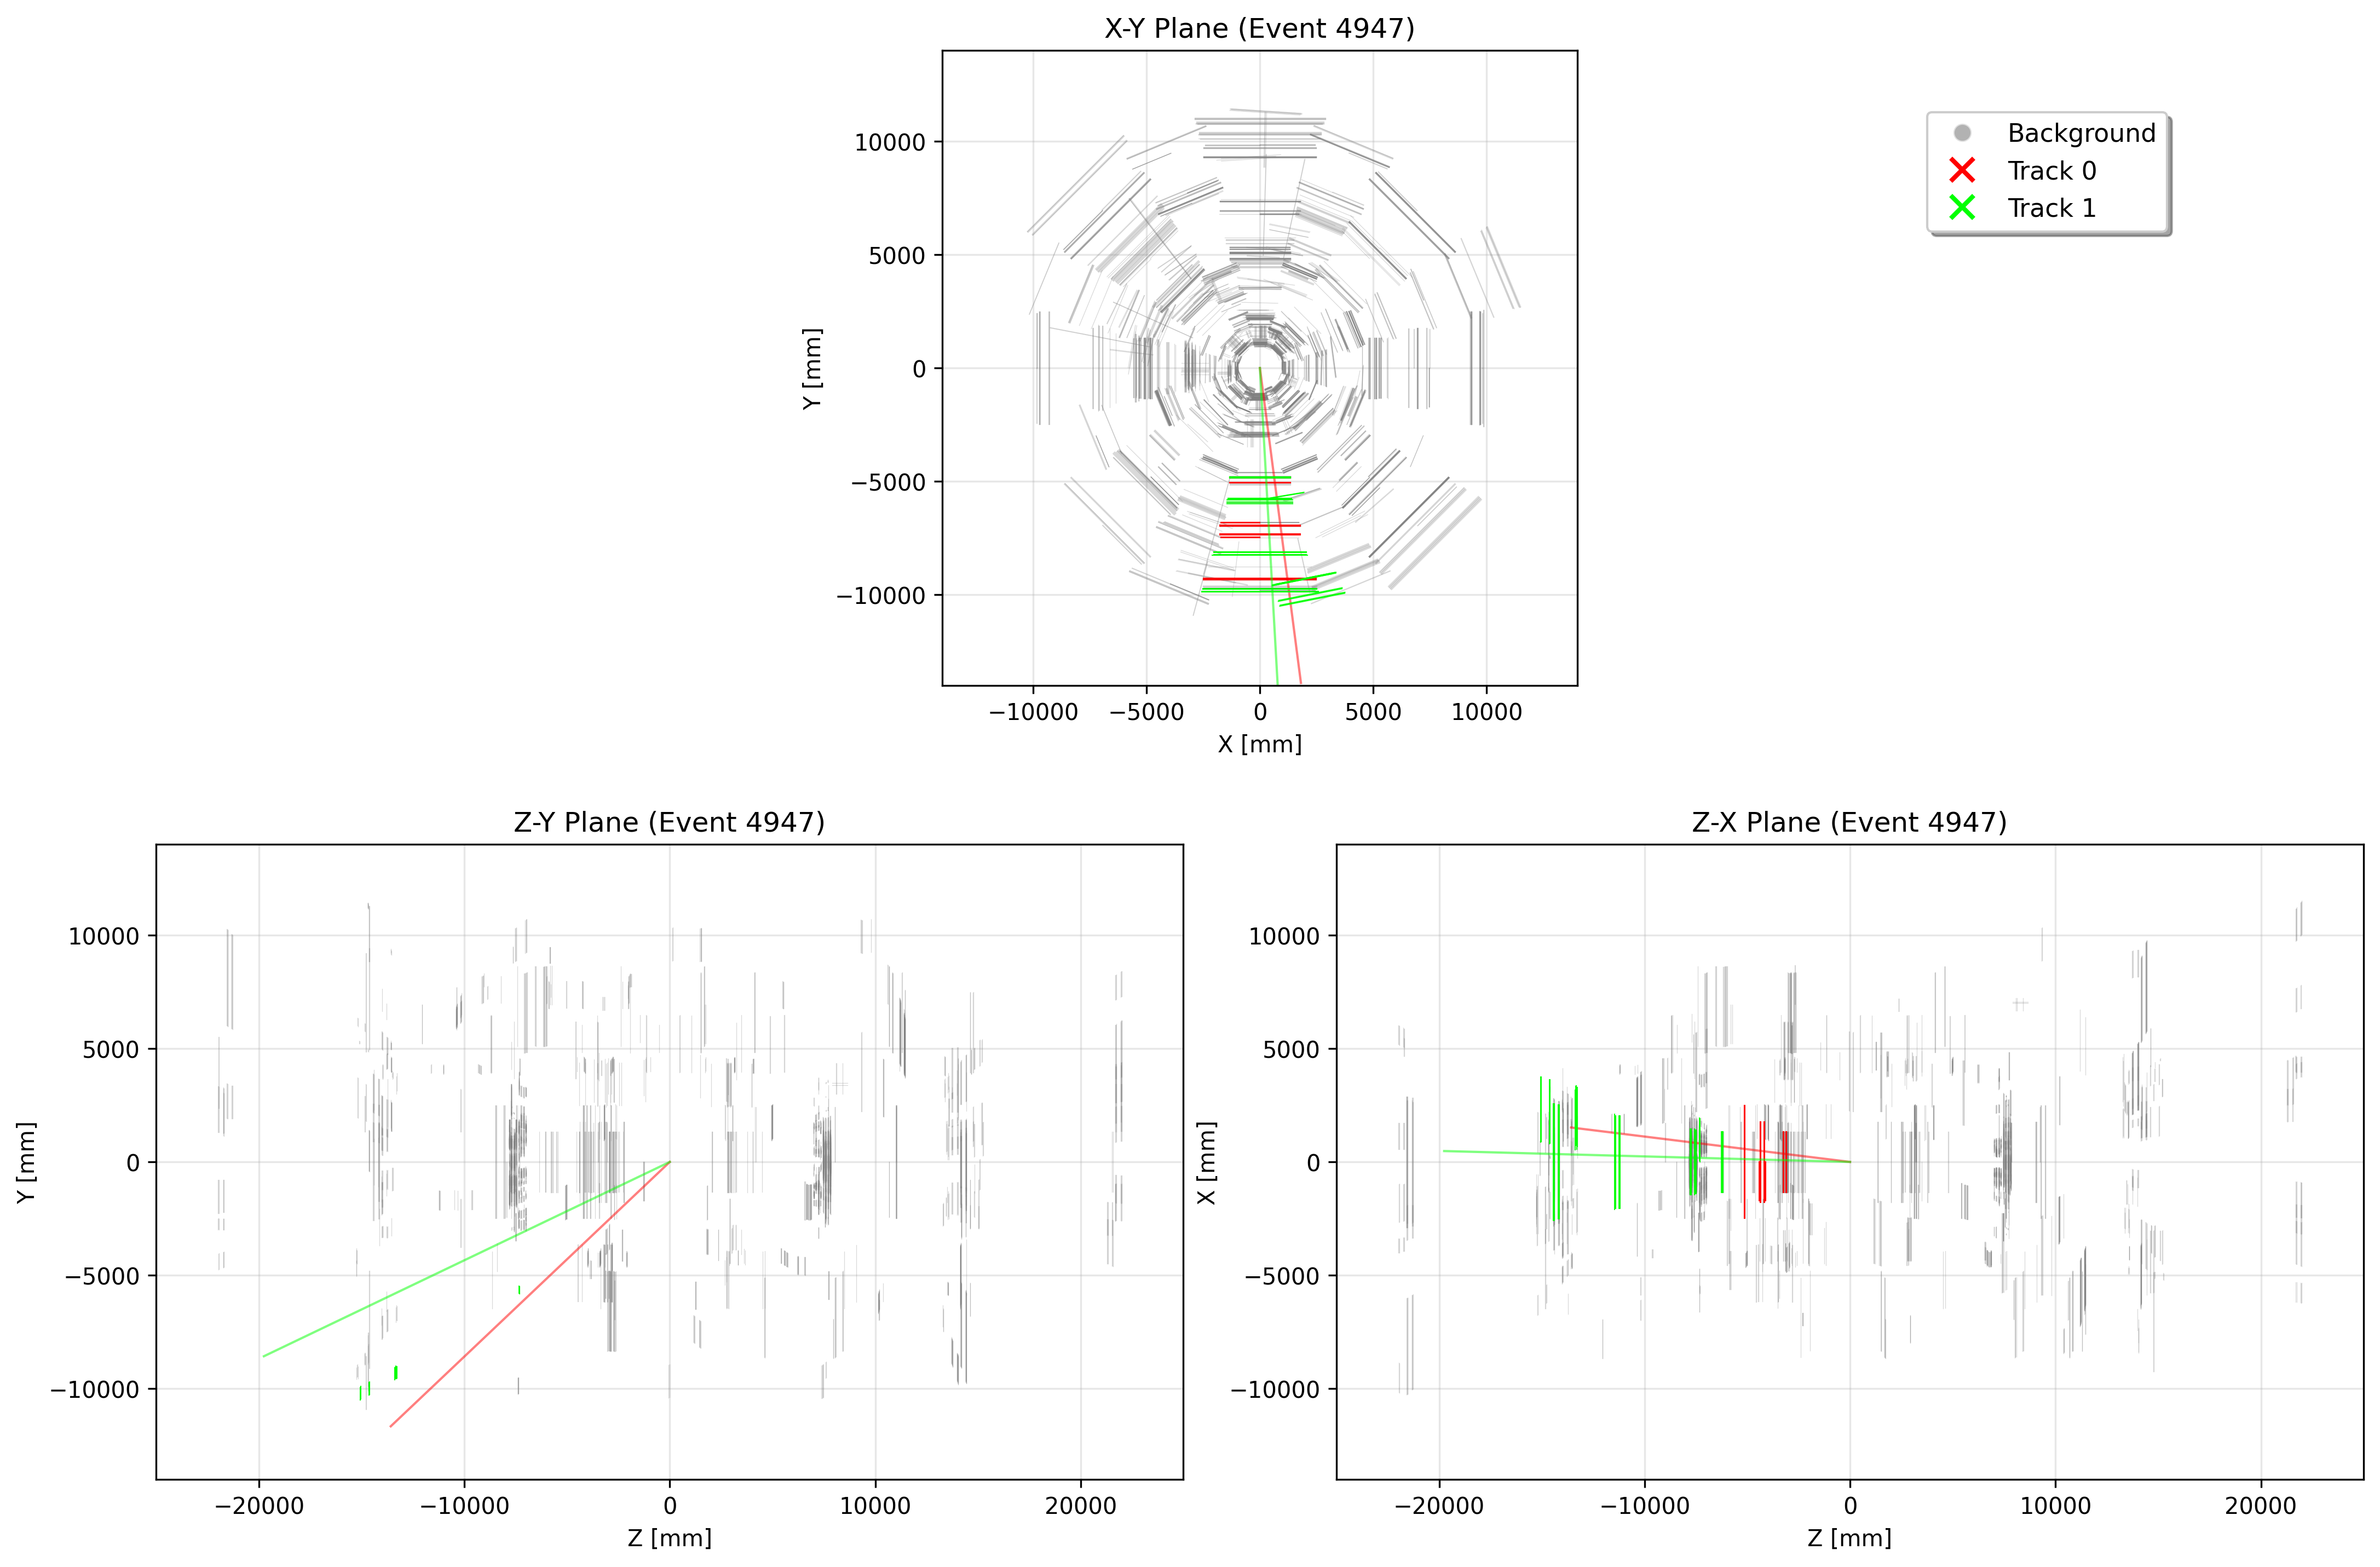 X-Y Plane (Event 4947)
Y [mm]
10000
5000
0
−5000
−10000
−10000 −5000 0 5000 10000
X [mm]
Background
Track 0
Track 1
Z-Y Plane (Event 4947)
Y [mm]
10000
5000
0
−5000
−10000
−20000 −10000 0 10000 20000
Z [mm]
Z-X Plane (Event 4947)
X [mm]
10000
5000
0
−5000
−10000
−20000 −10000 0 10000 20000
Z [mm]